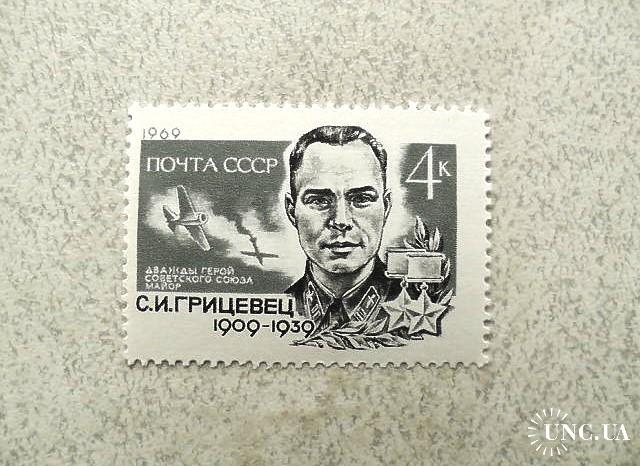 1969
ПОЧТА СССР
4К
ДВАЖДЫ ГЕРОЙ
СОВЕТСКОГО СОЮЗА
МАЙОР
С.И.ГРИЦЕВЕЦ
1909-1939
UNC.UA